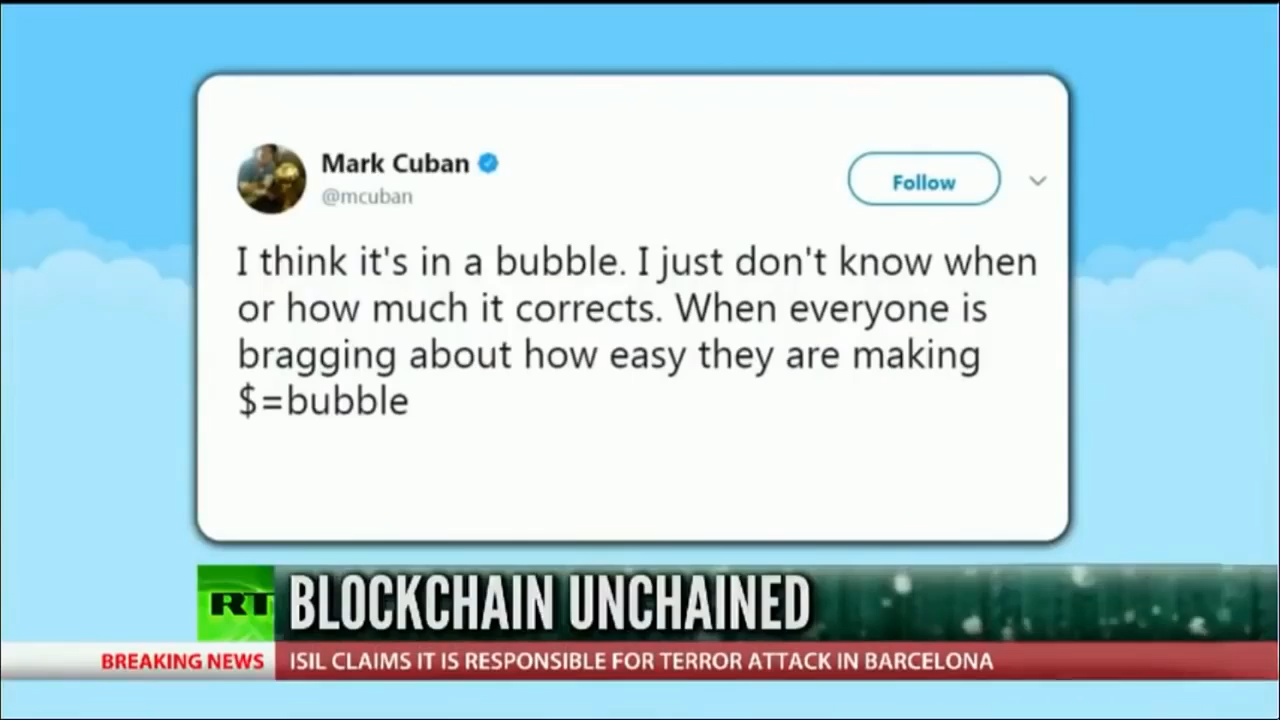 Mark Cuban
@mcuban
Follow
I think it's in a bubble. I just don't know when
or how much it corrects. When everyone is
bragging about how easy they are making
$=bubble
RT BLOCKCHAIN UNCHAINED
BREAKING NEWS ISIL CLAIMS IT IS RESPONSIBLE FOR TERROR ATTACK IN BARCELONA